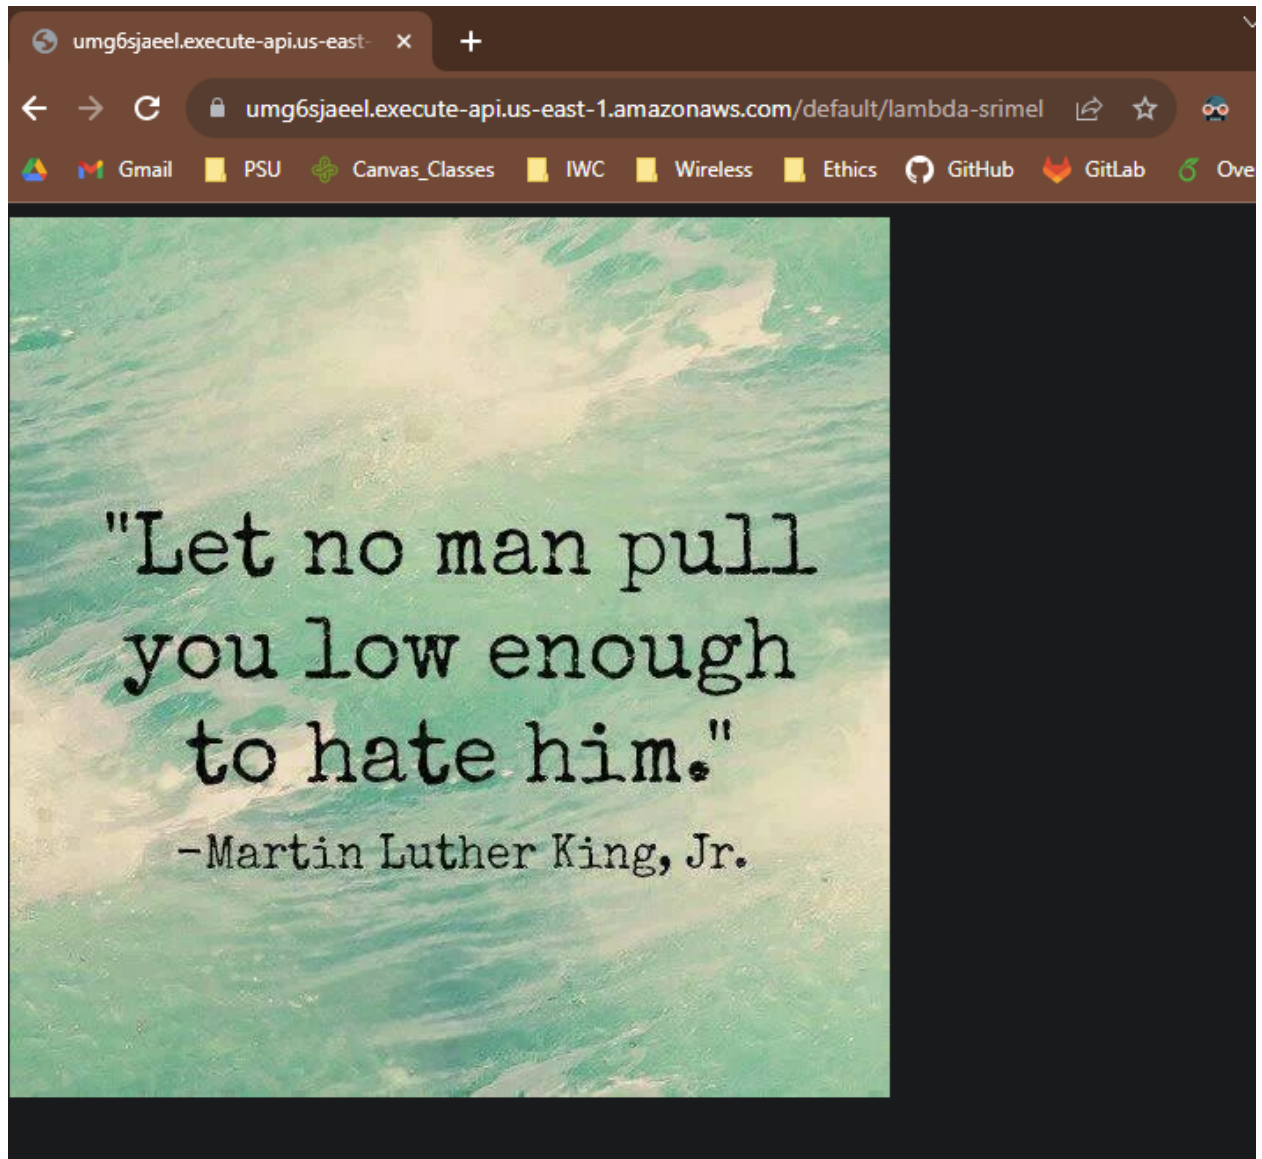 umg6sjaeel.execute-api.us-east-
umg6sjaeel.execute-api.us-east-1.amazonaws.com/default/lambda-srimel
Gmail PSU Canvas_Classes IWC Wireless Ethics GitHub GitLab Ove
"Let no man pull
you low enough
to hate him."
-Martin Luther King, Jr.